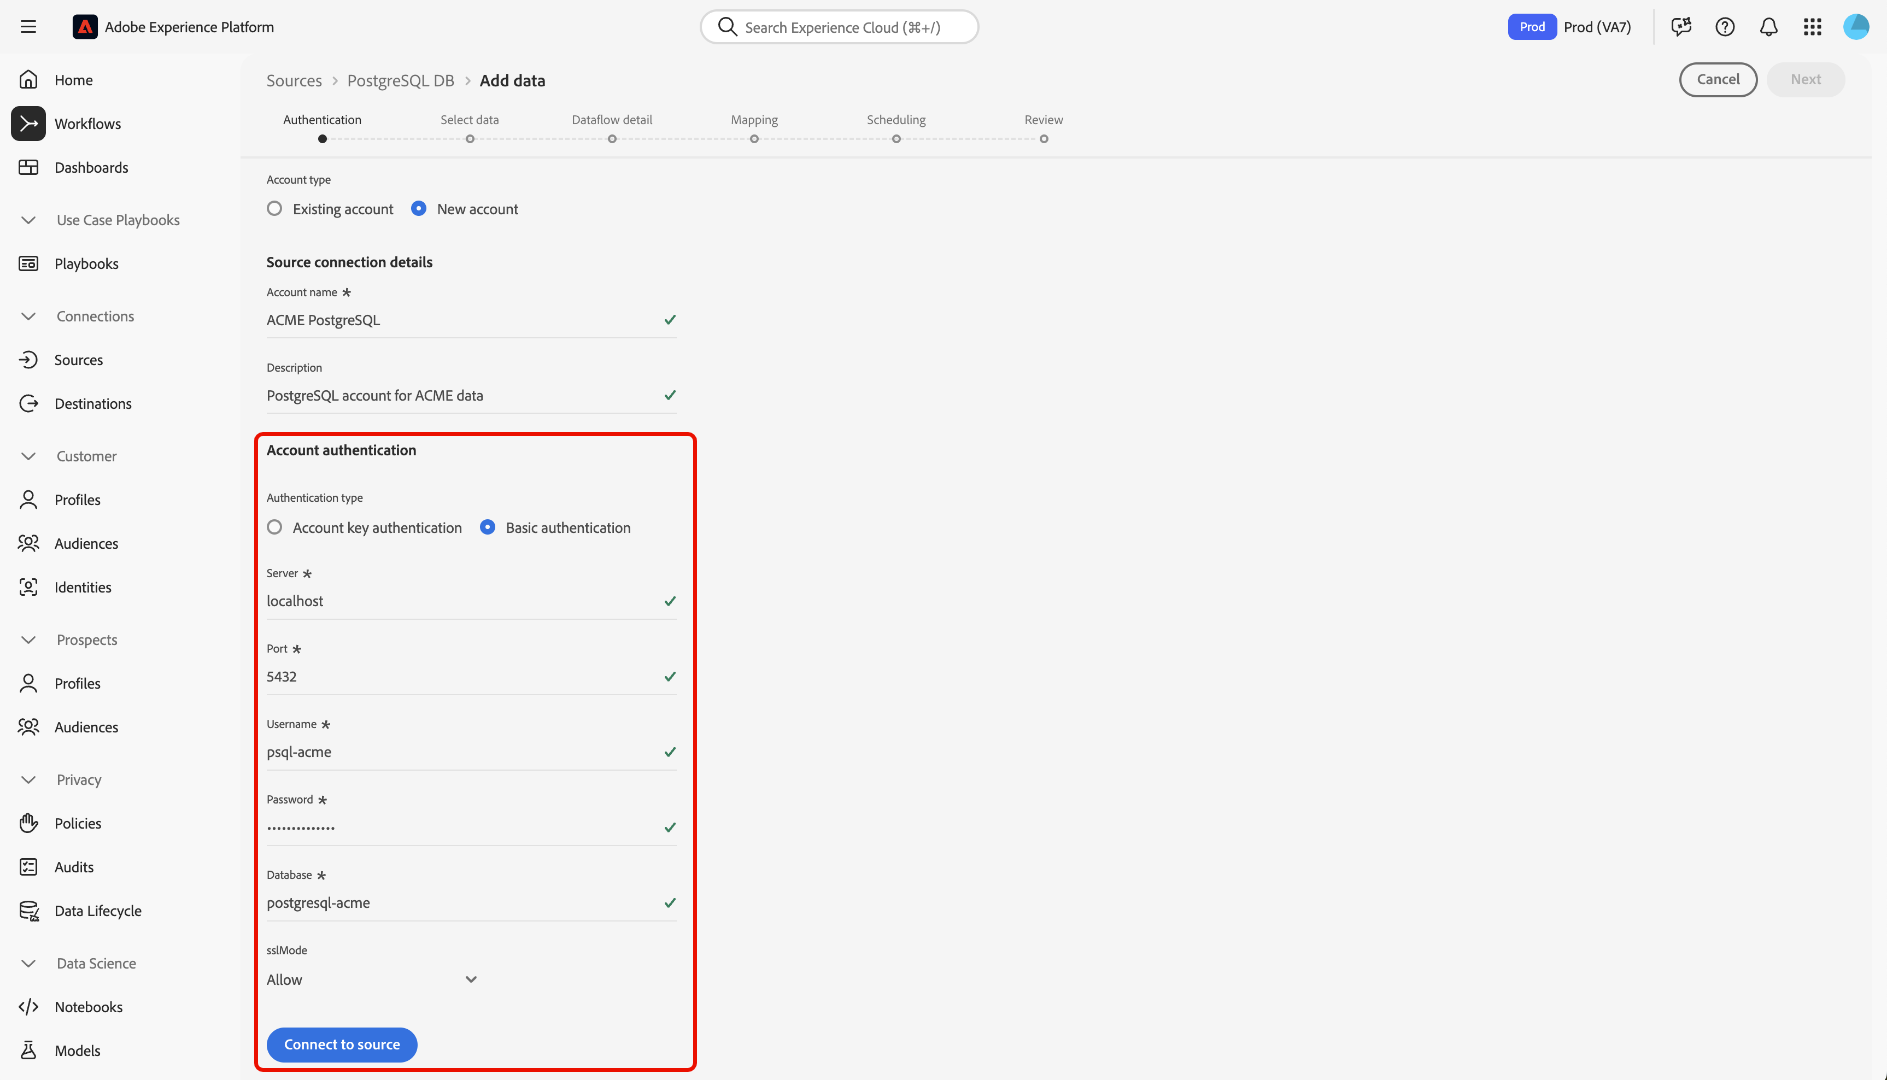 Adobe Experience Platform
Search Experience Cloud (⌘+/)
Prod
Prod (VA7)
Home
Workflows
Dashboards
Use Case Playbooks
Playbooks
Connections
Sources
Destinations
Customer
Profiles
Audiences
Identities
Prospects
Profiles
Audiences
Privacy
Policies
Audits
Data Lifecycle
Data Science
Notebooks
Models
Sources > PostgreSQL DB > Add data
Cancel
Next
Authentication
Select data
Dataflow detail
Mapping
Scheduling
Review
Account type
Existing account
New account
Source connection details
Account name *
ACME PostgreSQL
Description
PostgreSQL account for ACME data
Account authentication
Authentication type
Account key authentication
Basic authentication
Server *
localhost
Port *
5432
Username *
psql-acme
Password *
••••••••••••••
Database *
postgresql-acme
sslMode
Allow
Connect to source